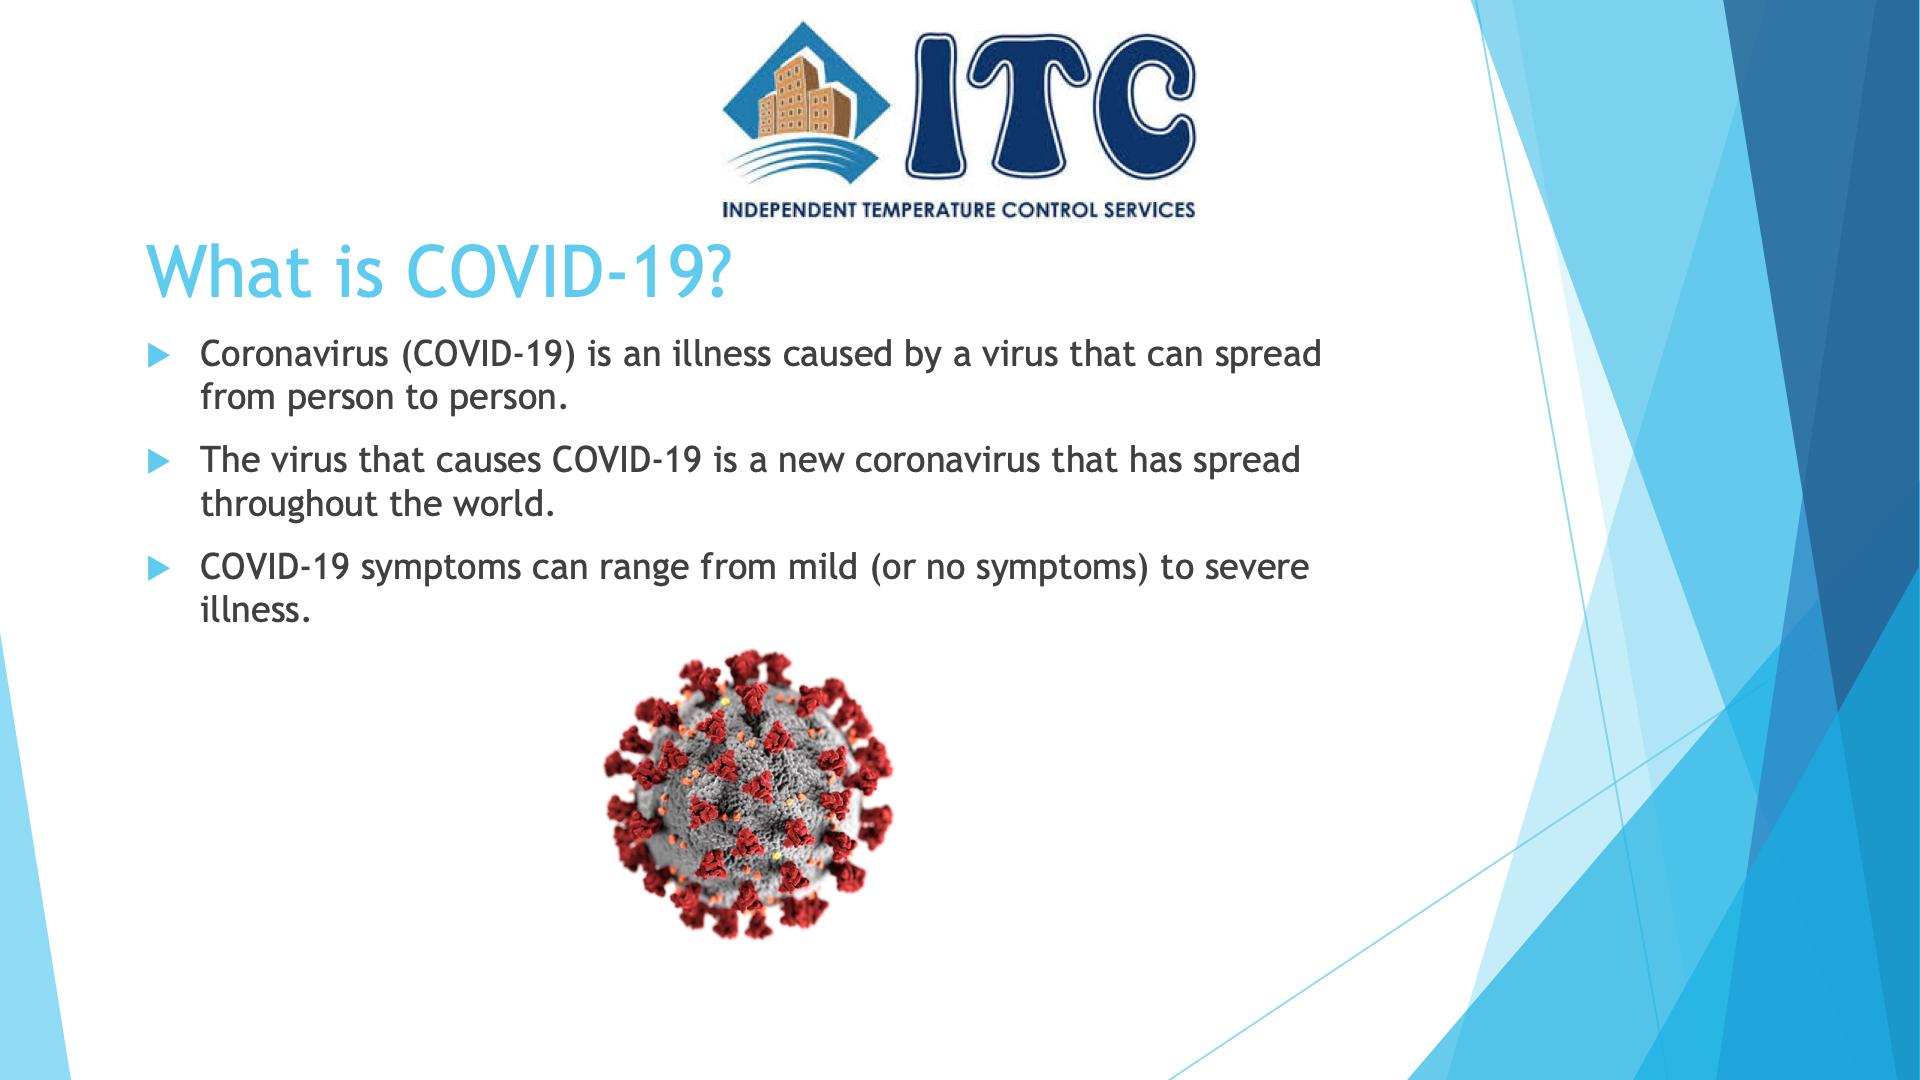 ITC
INDEPENDENT TEMPERATURE CONTROL SERVICES
What is COVID-19?
Coronavirus (COVID-19) is an illness caused by a virus that can spread
from person to person.
The virus that causes COVID-19 is a new coronavirus that has spread
throughout the world.
COVID-19 symptoms can range from mild (or no symptoms) to severe
illness.